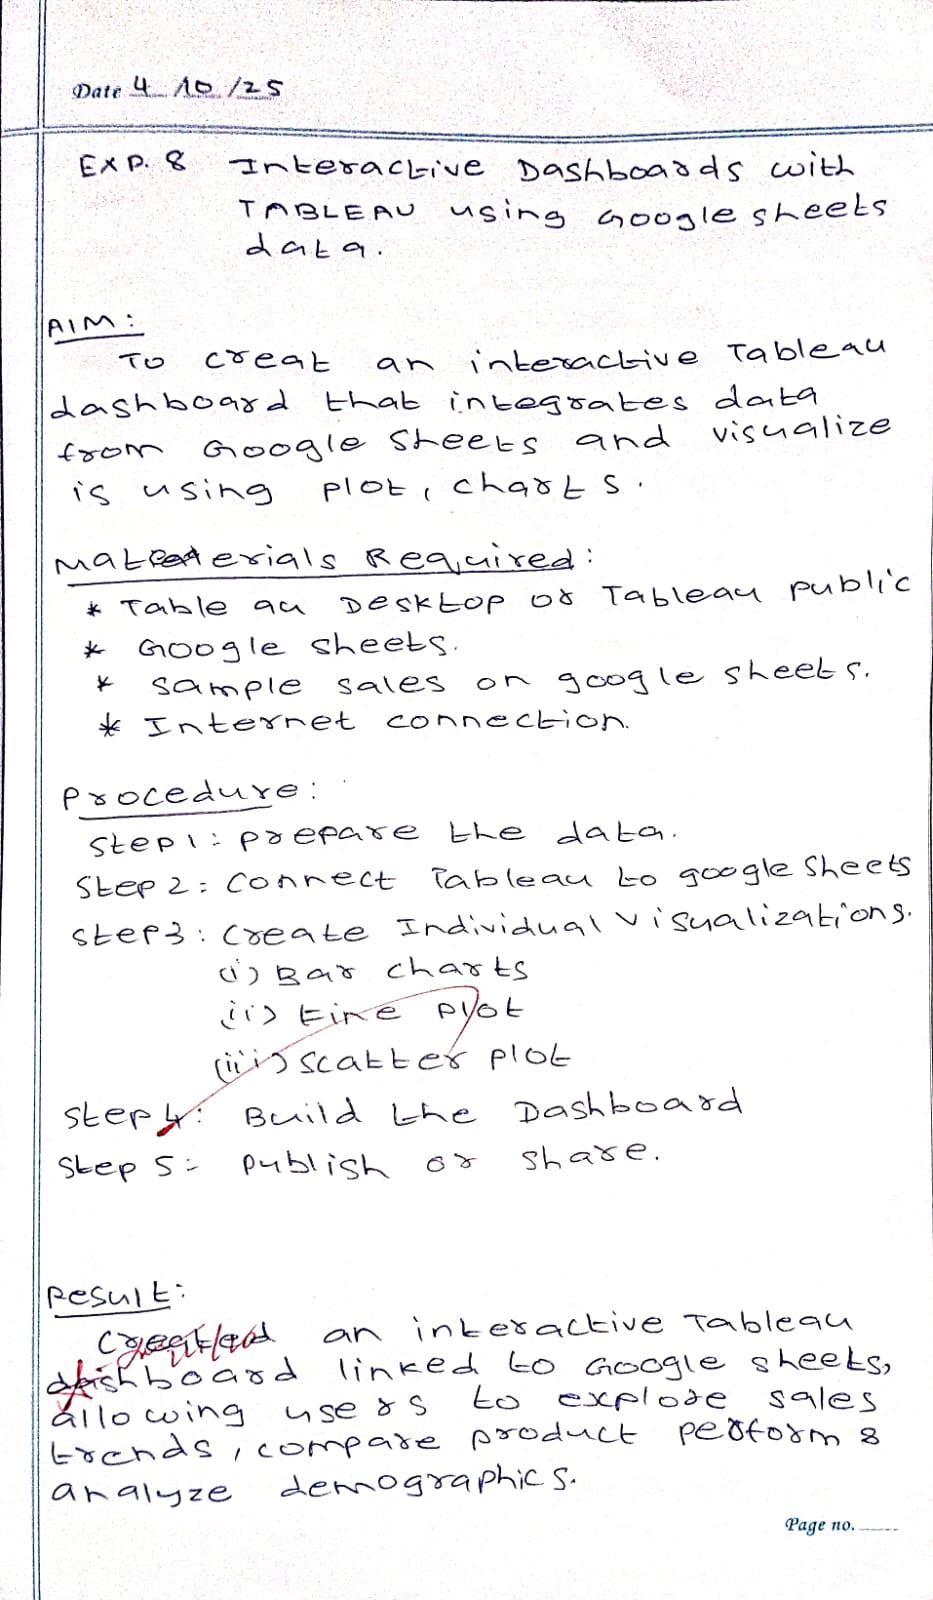 Date 4 10/25
EXP. 8 Interactive Dashboards with
TABLEAU using Google sheets
data.
AIM:
To creat an interactive Tableau
dashboard that integrates data
from Google Sheets and visualize
is using plot, charts.
Materials Required:
* Table au Desktop or Tableau public
* Google sheets.
* sample sales on google sheets.
* Internet connection.
Procedure:
Step1: prepare the data.
Step 2: Connect Tableau to google Sheets
Step3: Create Individual Visualizations.
(i) Bar charts
(ii) Line plot
(iii) Scatter plot
Step 4: Build the Dashboard
Step 5: publish or share.
Result:
Created an interactive Tableau
dashboard linked to Google sheets,
allowing users to explore sales
trends, compare product perform &
analyze demographics.
Page no.